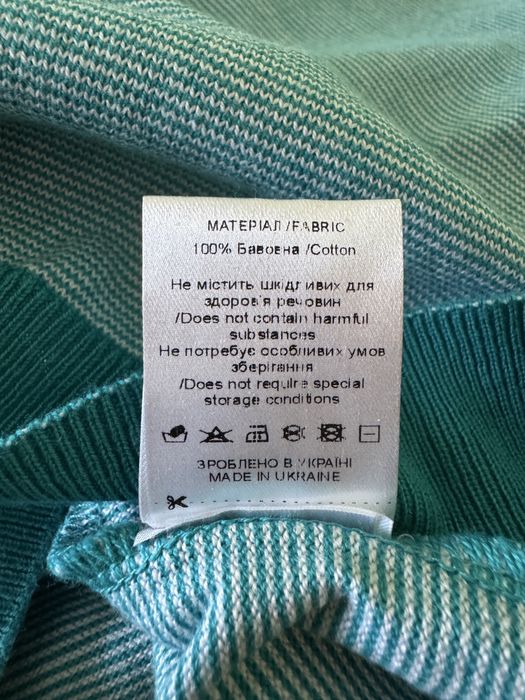 МАТЕРІАЛ /FABRIC
100% Бавовна /Cotton
Не містить шкідливих для
здоров'я речовин
/Does not contain harmful
substances
Не потребує особливих умов
зберігання
/Does not require special
storage conditions
ЗРОБЛЕНО В УКРАЇНІ
MADE IN UKRAINE